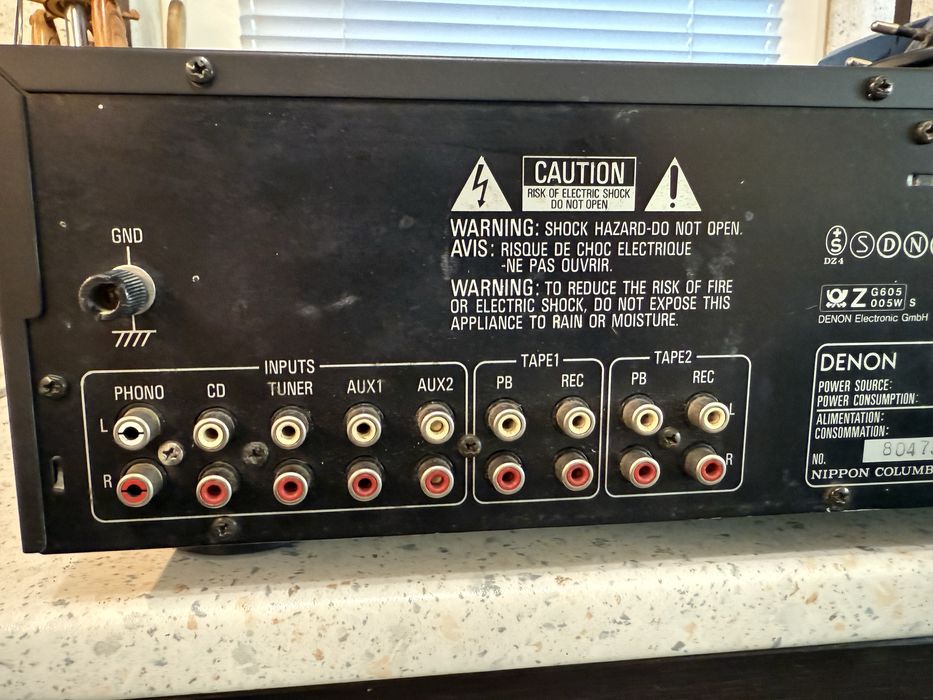 CAUTION
RISK OF ELECTRIC SHOCK
DO NOT OPEN
WARNING: SHOCK HAZARD-DO NOT OPEN.
AVIS: RISQUE DE CHOC ELECTRIQUE
-NE PAS OUVRIR.
WARNING: TO REDUCE THE RISK OF FIRE
OR ELECTRIC SHOCK, DO NOT EXPOSE THIS
APPLIANCE TO RAIN OR MOISTURE.
GND
INPUTS
PHONO CD TUNER AUX1 AUX2
L
R
TAPE1
PB REC
TAPE2
PB REC
L
R
+S S D N
DZ4
Z G605
005W S
DENON Electronic GmbH
DENON
POWER SOURCE:
POWER CONSUMPTION:
ALIMENTATION:
CONSOMMATION:
NO. 8047
NIPPON COLUMB